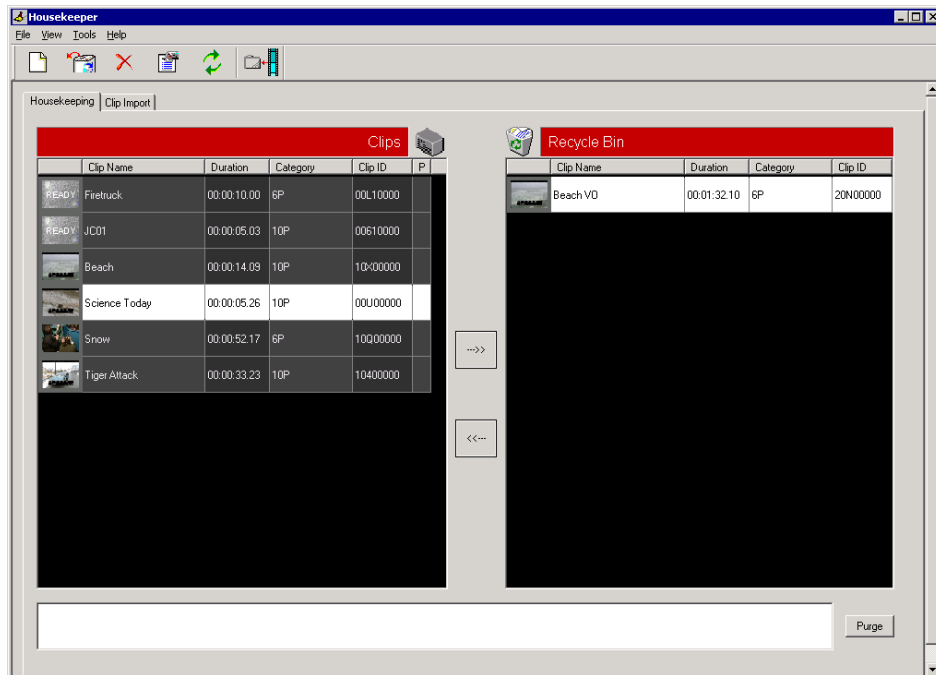 Housekeeper
File View Tools Help
Housekeeping Clip Import
Clips
Clip Name Duration Category Clip ID P
READY Firetruck 00:00:10.00 6P 00L10000
READY JC01 00:00:05.03 10P 00610000
Beach 00:00:14.09 10P 10X00000
Science Today 00:00:05.26 10P 00U00000
Snow 00:00:52.17 6P 10Q00000
Tiger Attack 00:00:33.23 10P 10400000
--->>
<<---
Recycle Bin
Clip Name Duration Category Clip ID
Beach VO 00:01:32.10 6P 20N00000
Purge